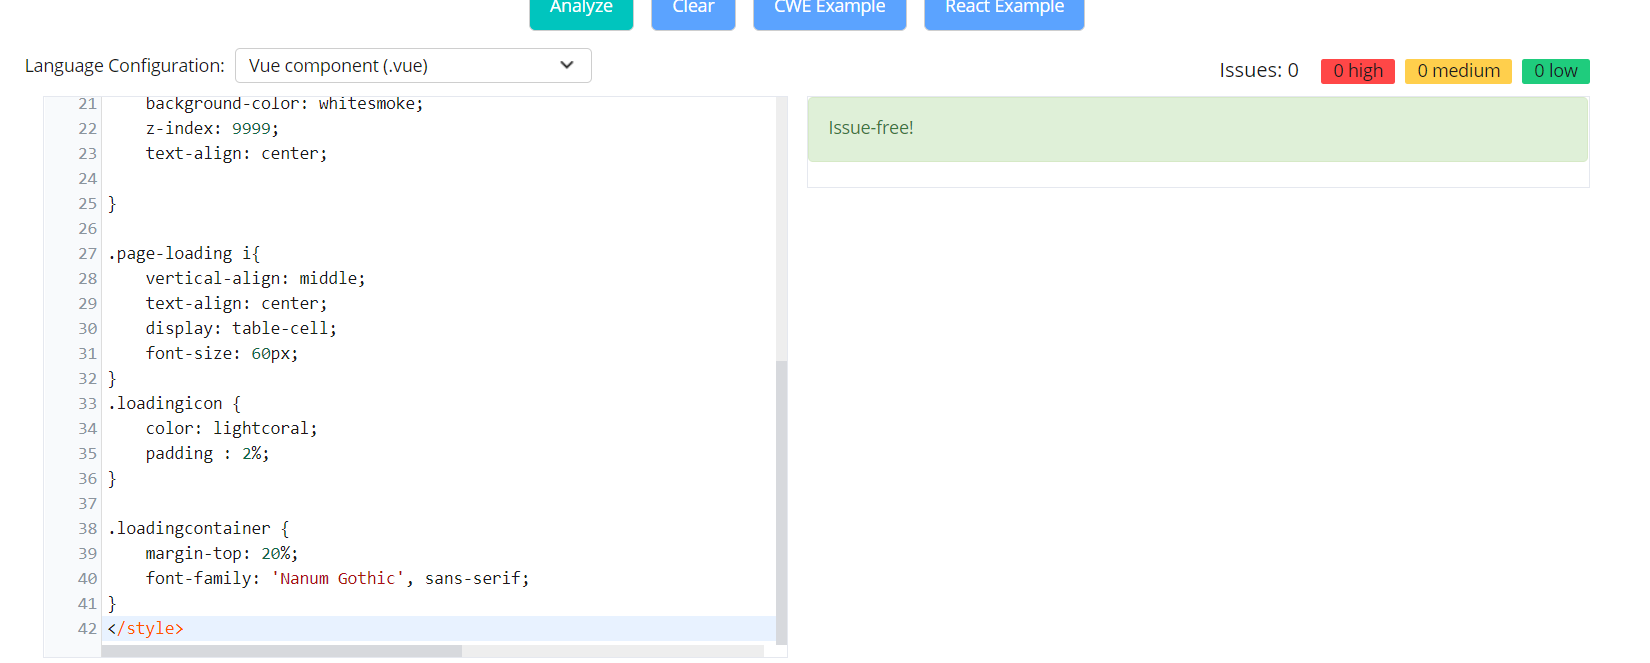 Analyze Clear CWE Example React Example
Language Configuration: Vue component (.vue) Issues: 0 0 high 0 medium 0 low
21 background-color: whitesmoke;
22 z-index: 9999;
23 text-align: center;
24
25 }
26
27 .page-loading i{
28 vertical-align: middle;
29 text-align: center;
30 display: table-cell;
31 font-size: 60px;
32 }
33 .loadingicon {
34 color: lightcoral;
35 padding : 2%;
36 }
37
38 .loadingcontainer {
39 margin-top: 20%;
40 font-family: 'Nanum Gothic', sans-serif;
41 }
42 </style>
Issue-free!